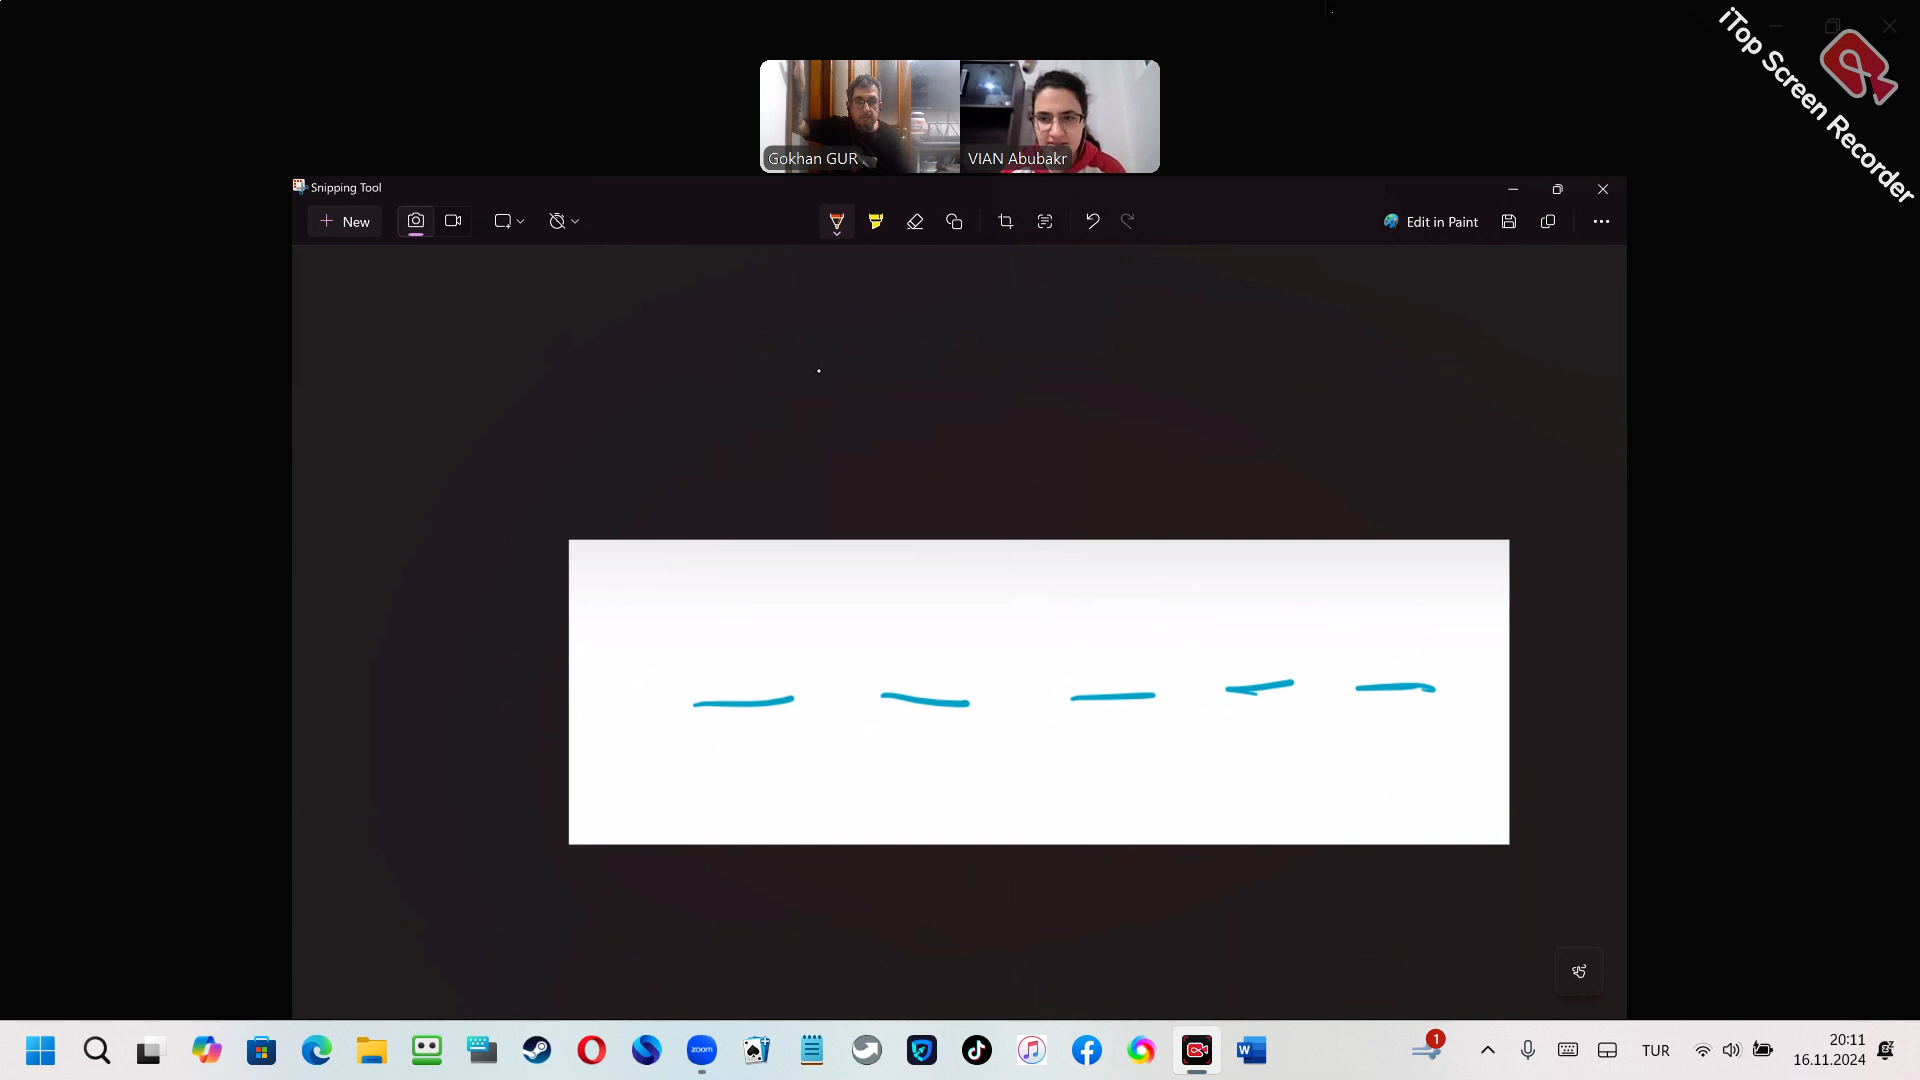 iTop Screen Recorder
Gokhan GUR
VIAN Abubakr
Snipping Tool
New
Edit in Paint
zoom
W
1
TUR
20:11
16.11.2024